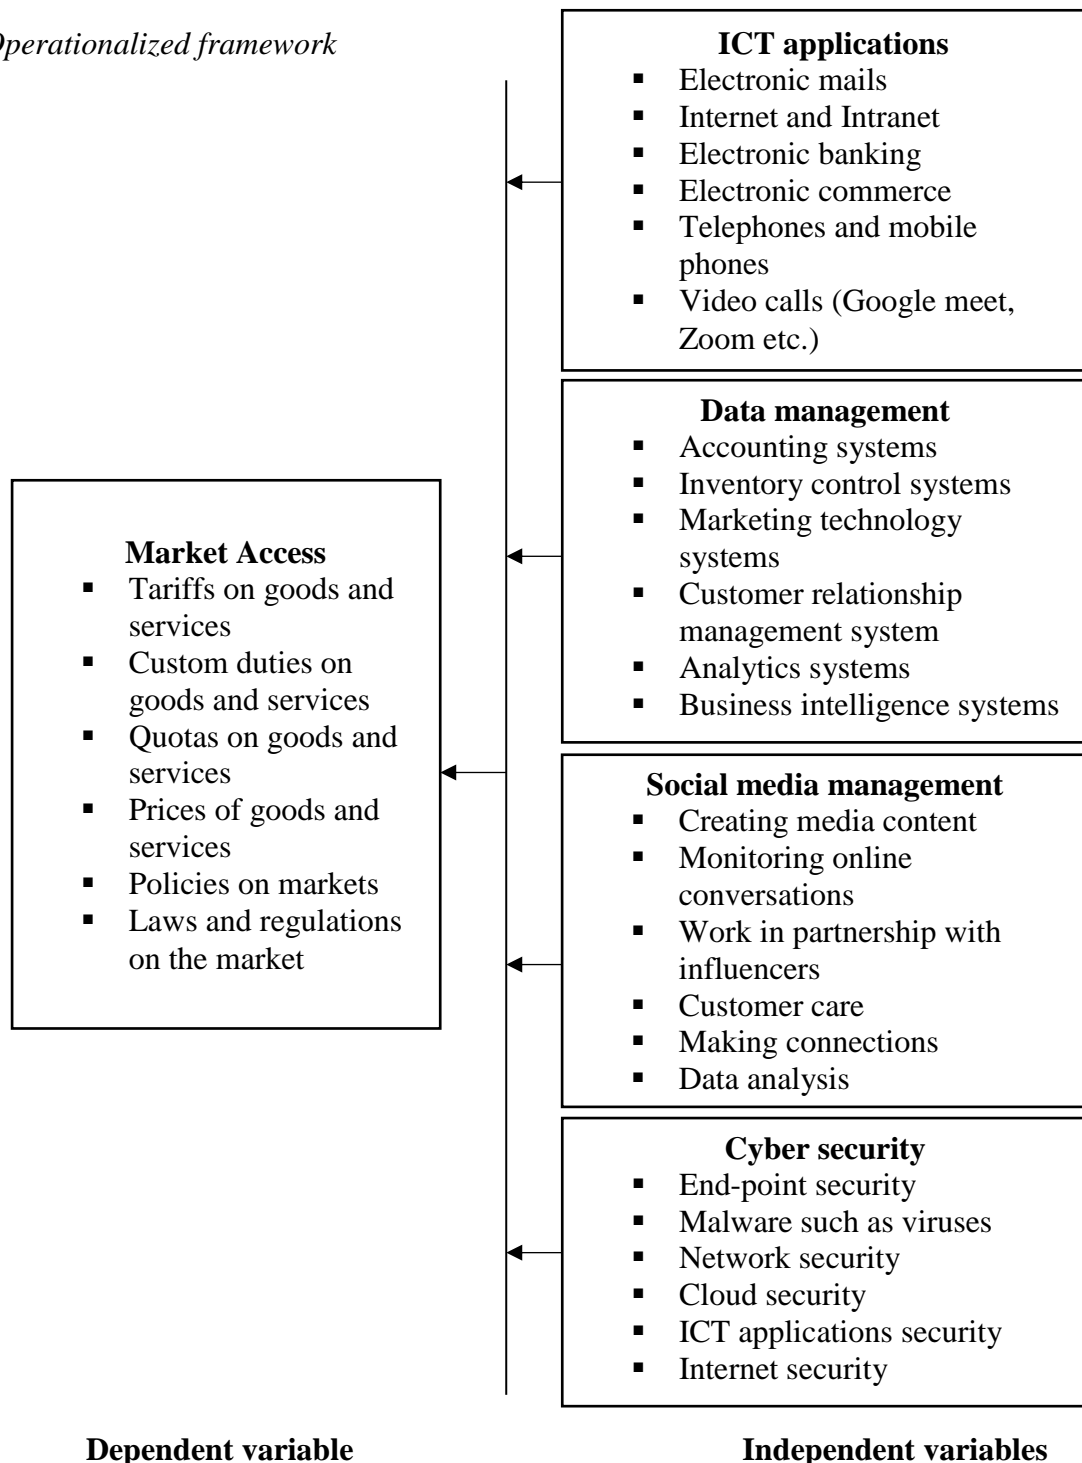 Operationalized framework
ICT applications
▪ Electronic mails
▪ Internet and Intranet
▪ Electronic banking
▪ Electronic commerce
▪ Telephones and mobile
phones
▪ Video calls (Google meet,
Zoom etc.)
Data management
▪ Accounting systems
▪ Inventory control systems
▪ Marketing technology
systems
▪ Customer relationship
management system
▪ Analytics systems
▪ Business intelligence systems
Market Access
▪ Tariffs on goods and
services
▪ Custom duties on
goods and services
▪ Quotas on goods and
services
▪ Prices of goods and
services
▪ Policies on markets
▪ Laws and regulations
on the market
Social media management
▪ Creating media content
▪ Monitoring online
conversations
▪ Work in partnership with
influencers
▪ Customer care
▪ Making connections
▪ Data analysis
Cyber security
▪ End-point security
▪ Malware such as viruses
▪ Network security
▪ Cloud security
▪ ICT applications security
▪ Internet security
Dependent variable
Independent variables